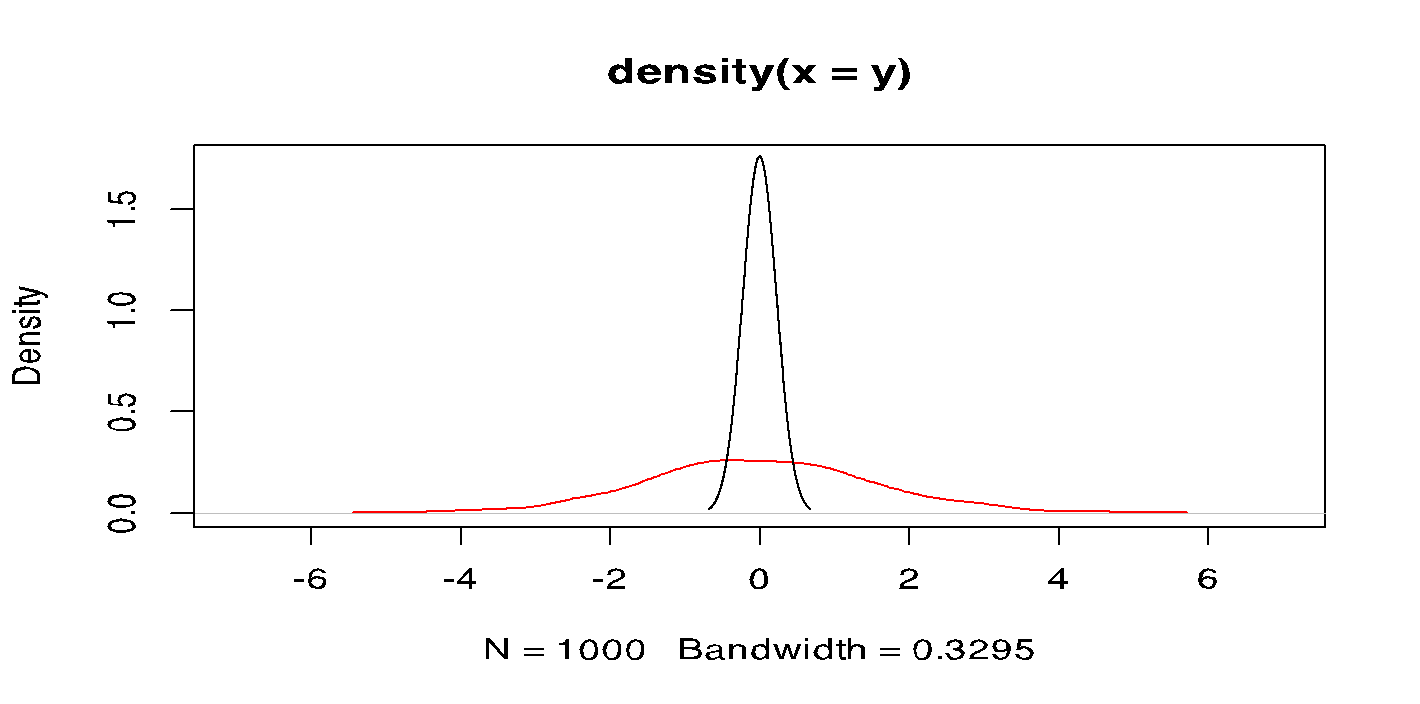 density(x = y)
Density
1.5
1.0
0.5
0.0
-6 -4 -2 0 2 4 6
N = 1000 Bandwidth = 0.3295